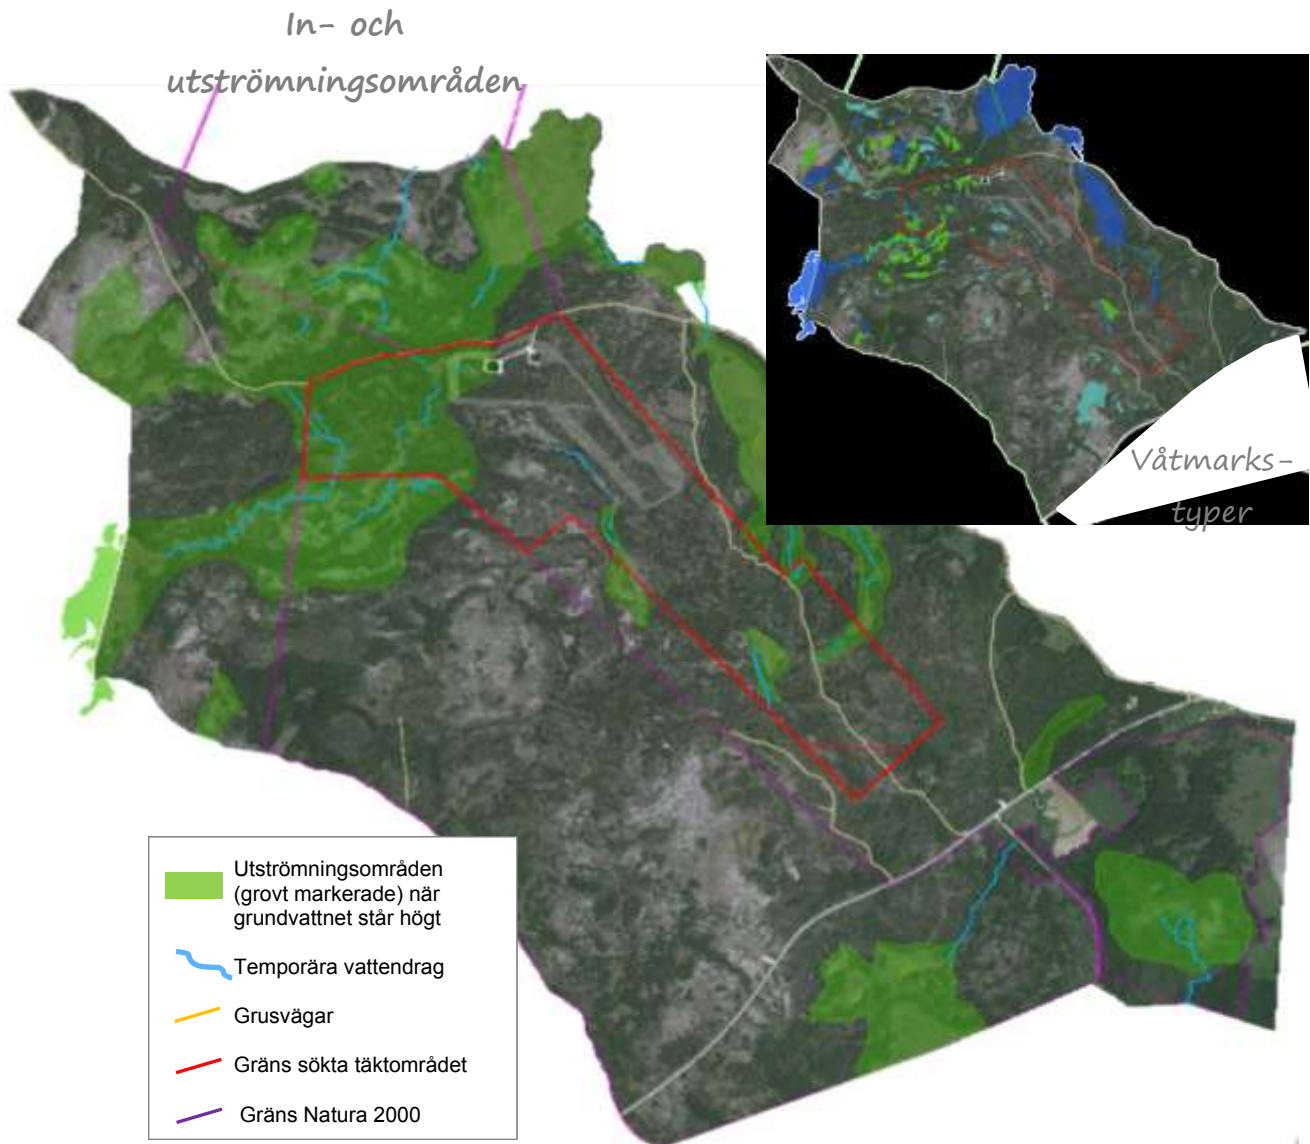 In- och
utströmningsområden
Våtmarks-
typer
Utströmningsområden
(grovt markerade) när
grundvattnet står högt
Temporära vattendrag
Grusvägar
Gräns sökta täktområdet
Gräns Natura 2000